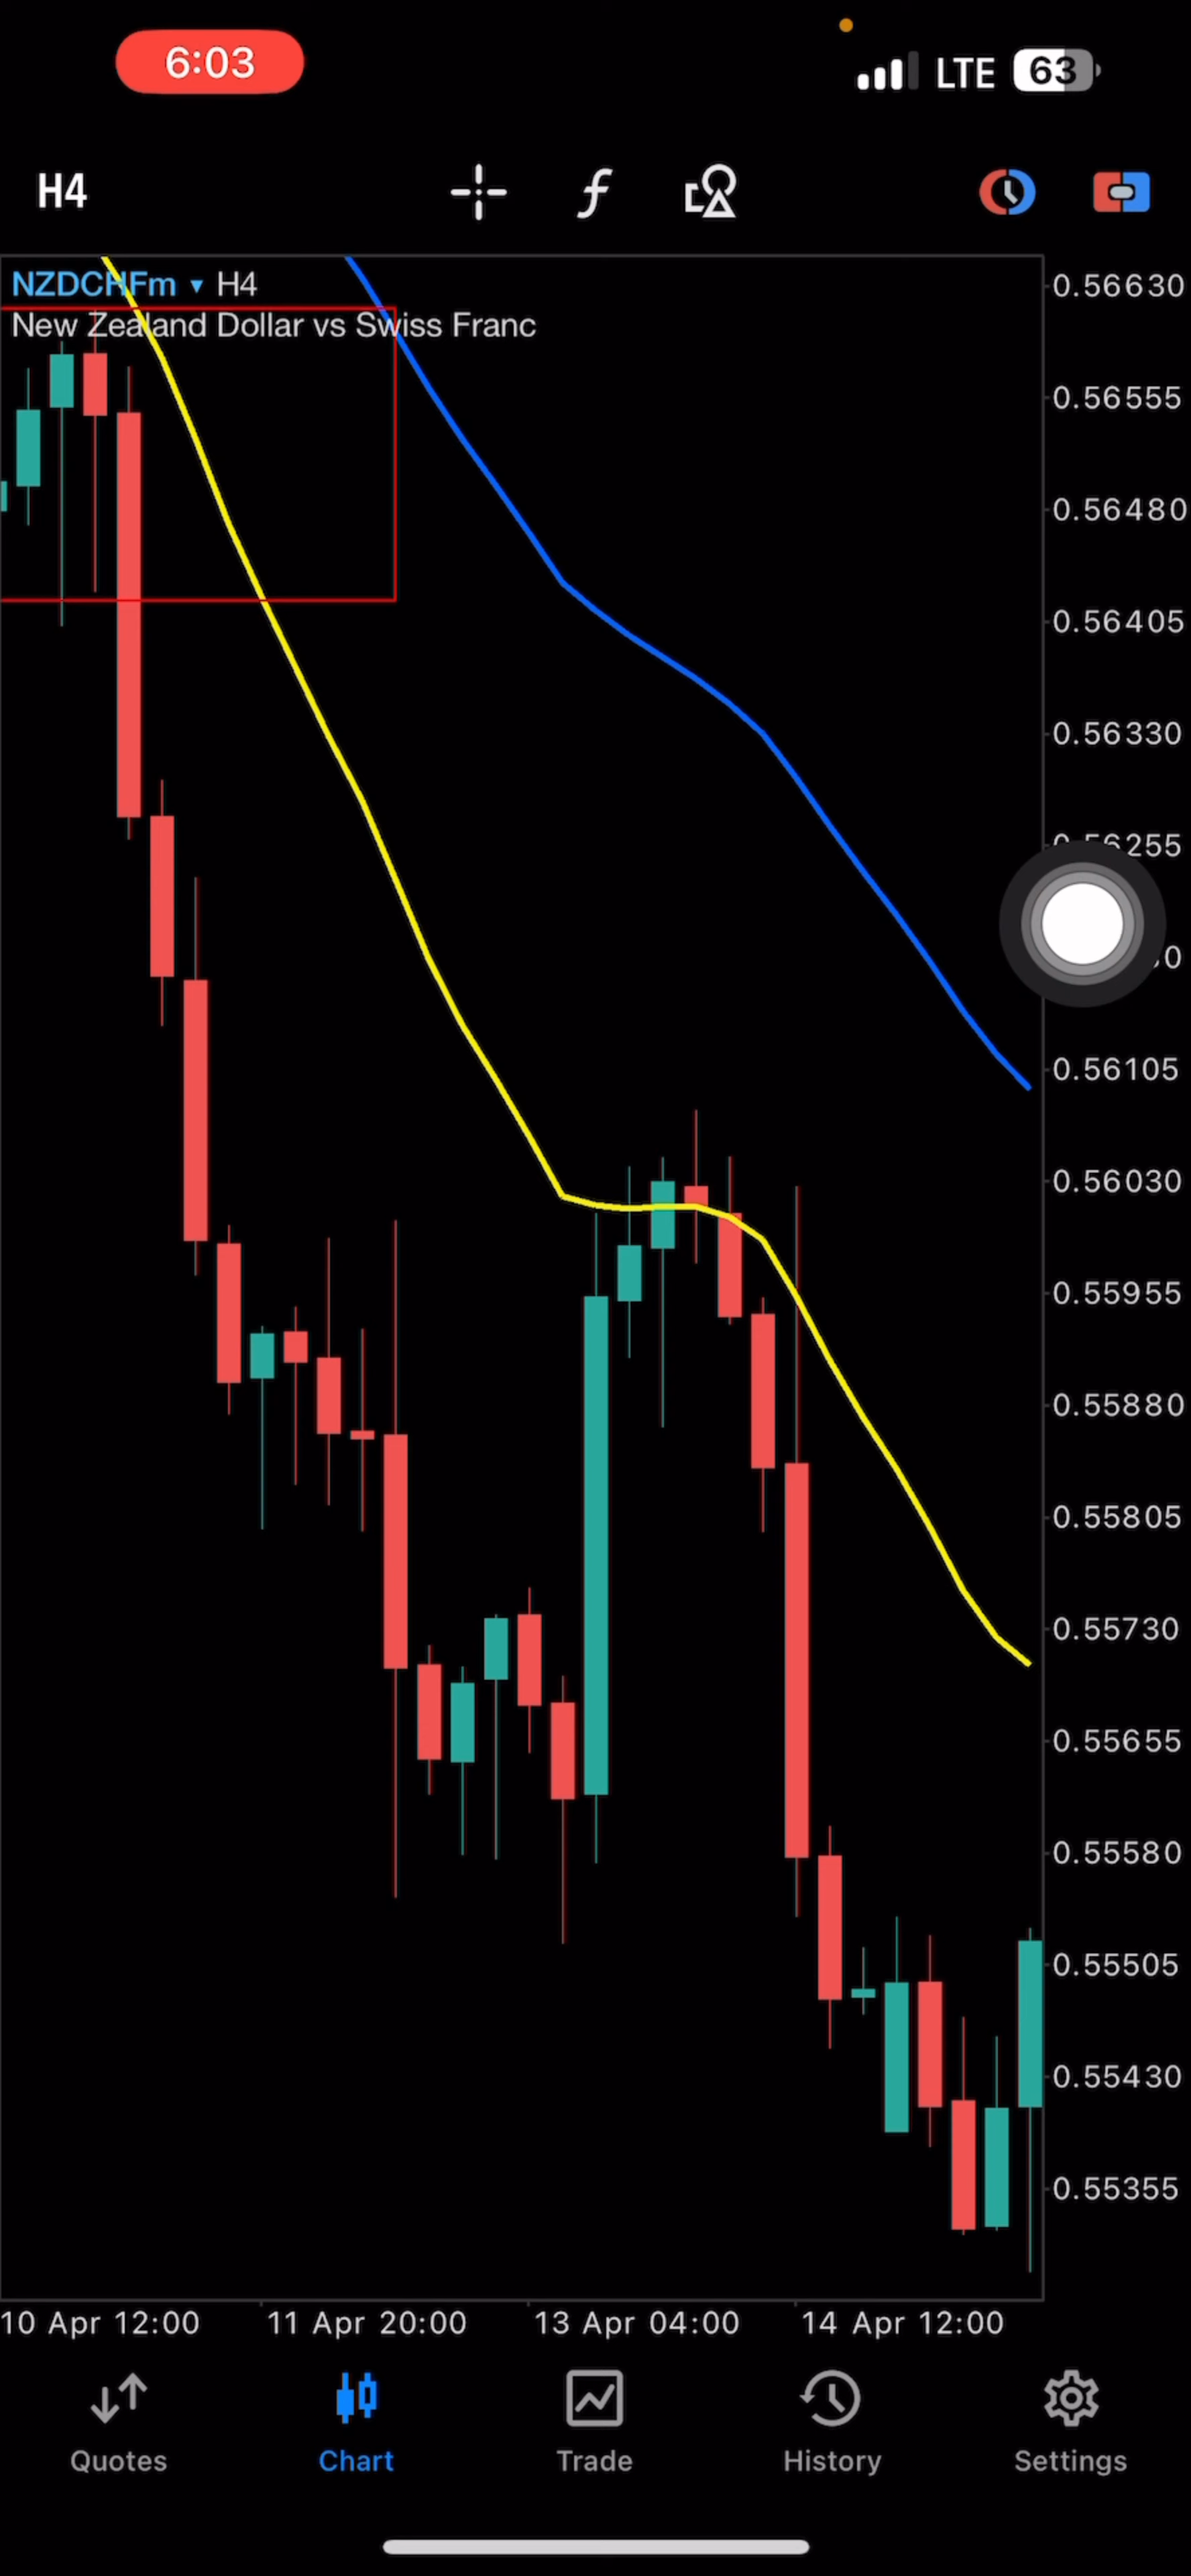 6:03 LTE 63
H4
NZDCHFm ▾ H4
New Zealand Dollar vs Swiss Franc
0.56630
0.56555
0.56480
0.56405
0.56330
0.56105
0.56030
0.55955
0.55880
0.55805
0.55730
0.55655
0.55580
0.55505
0.55430
0.55355
10 Apr 12:00 11 Apr 20:00 13 Apr 04:00 14 Apr 12:00
Quotes Chart Trade History Settings